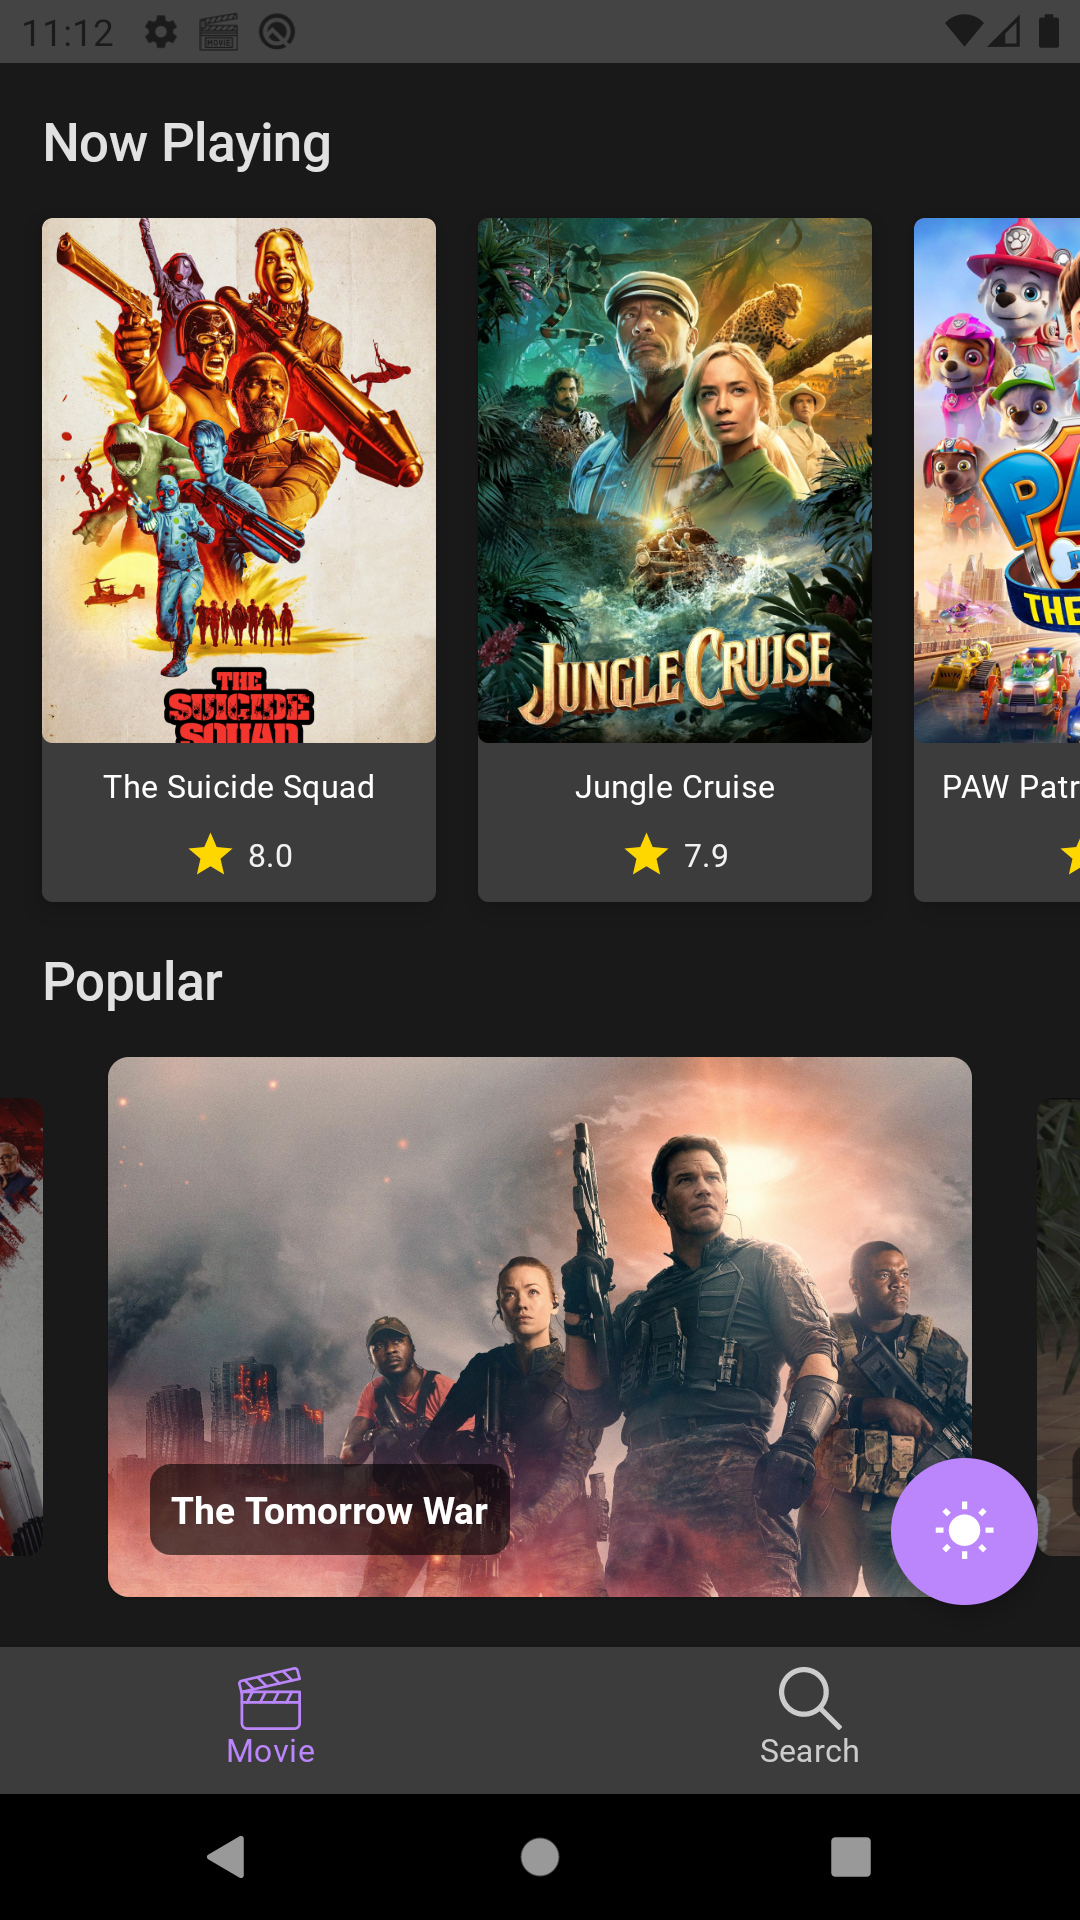 11:12
MOVIE
Now Playing
THE
SUICIDE
SQUAD
JUNGLE CRUISE
PA
THE
The Suicide Squad
Jungle Cruise
PAW Patr
8.0
7.9
Popular
The Tomorrow War
Movie
Search